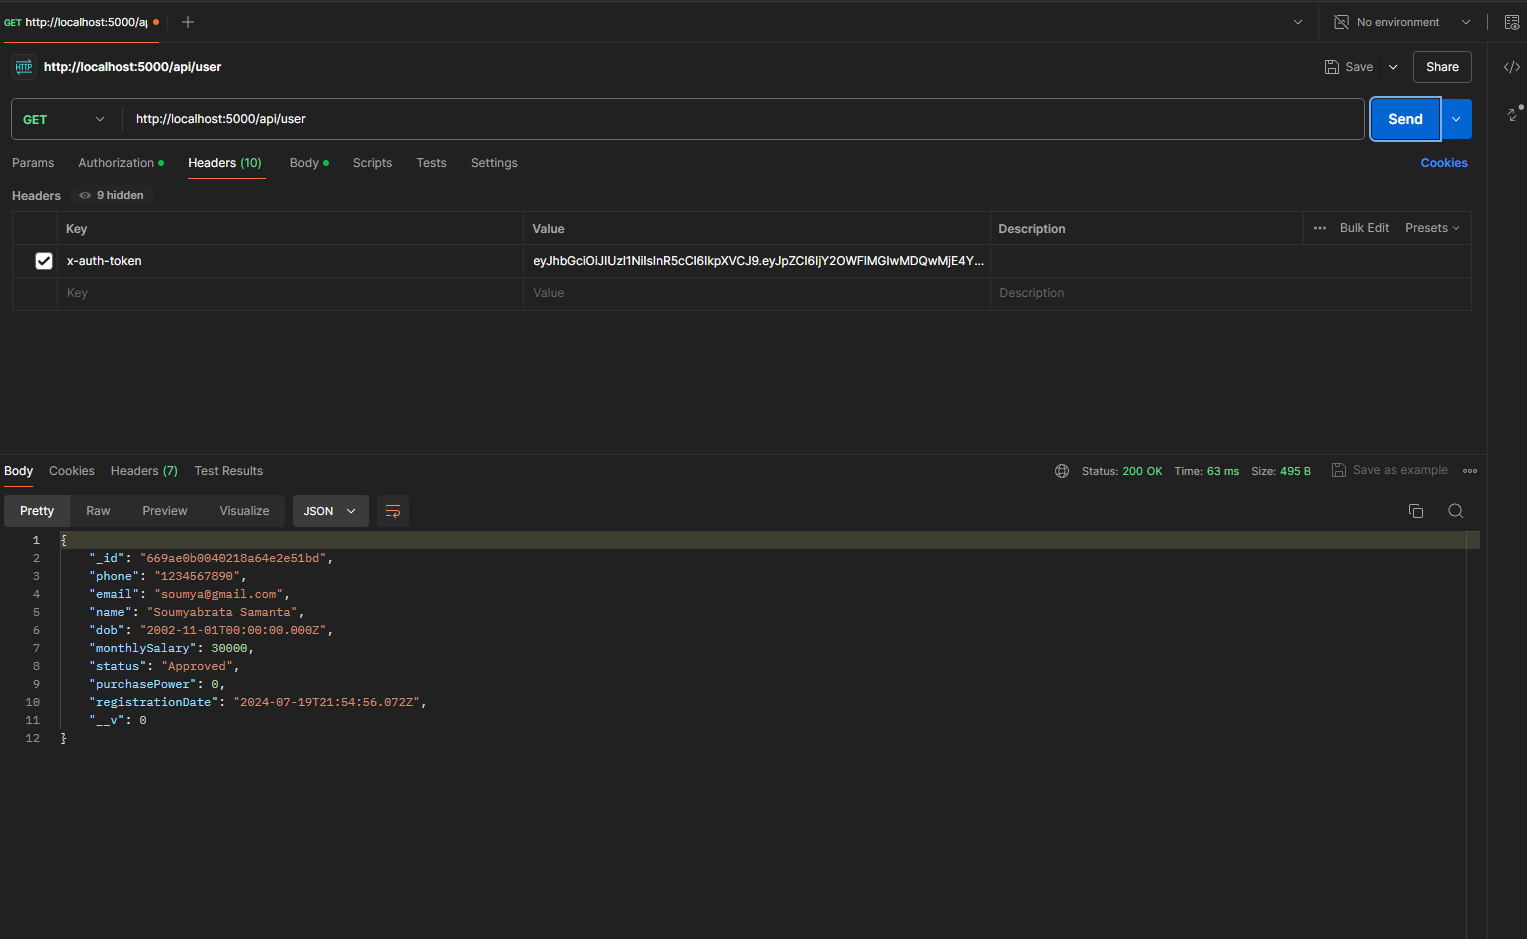 GET http://localhost:5000/ap
No environment
HTTP http://localhost:5000/api/user
Save
Share
GET
http://localhost:5000/api/user
Send
Params
Authorization
Headers (10)
Body
Scripts
Tests
Settings
Cookies
Headers
9 hidden
Key
Value
Description
Bulk Edit
Presets
x-auth-token
eyJhbGciOiJIUzI1NiIsInR5cCI6IkpXVCJ9.eyJpZCI6IjY2OWFlMGIwMDQwMjE4Y...
Key
Value
Description
Body
Cookies
Headers (7)
Test Results
Status: 200 OK
Time: 63 ms
Size: 495 B
Save as example
Pretty
Raw
Preview
Visualize
JSON
1 {
2 "_id": "669ae0b0040218a64e2e51bd",
3 "phone": "1234567890",
4 "email": "soumya@gmail.com",
5 "name": "Soumyabrata Samanta",
6 "dob": "2002-11-01T00:00:00.000Z",
7 "monthlySalary": 30000,
8 "status": "Approved",
9 "purchasePower": 0,
10 "registrationDate": "2024-07-19T21:54:56.072Z",
11 "__v": 0
12 }